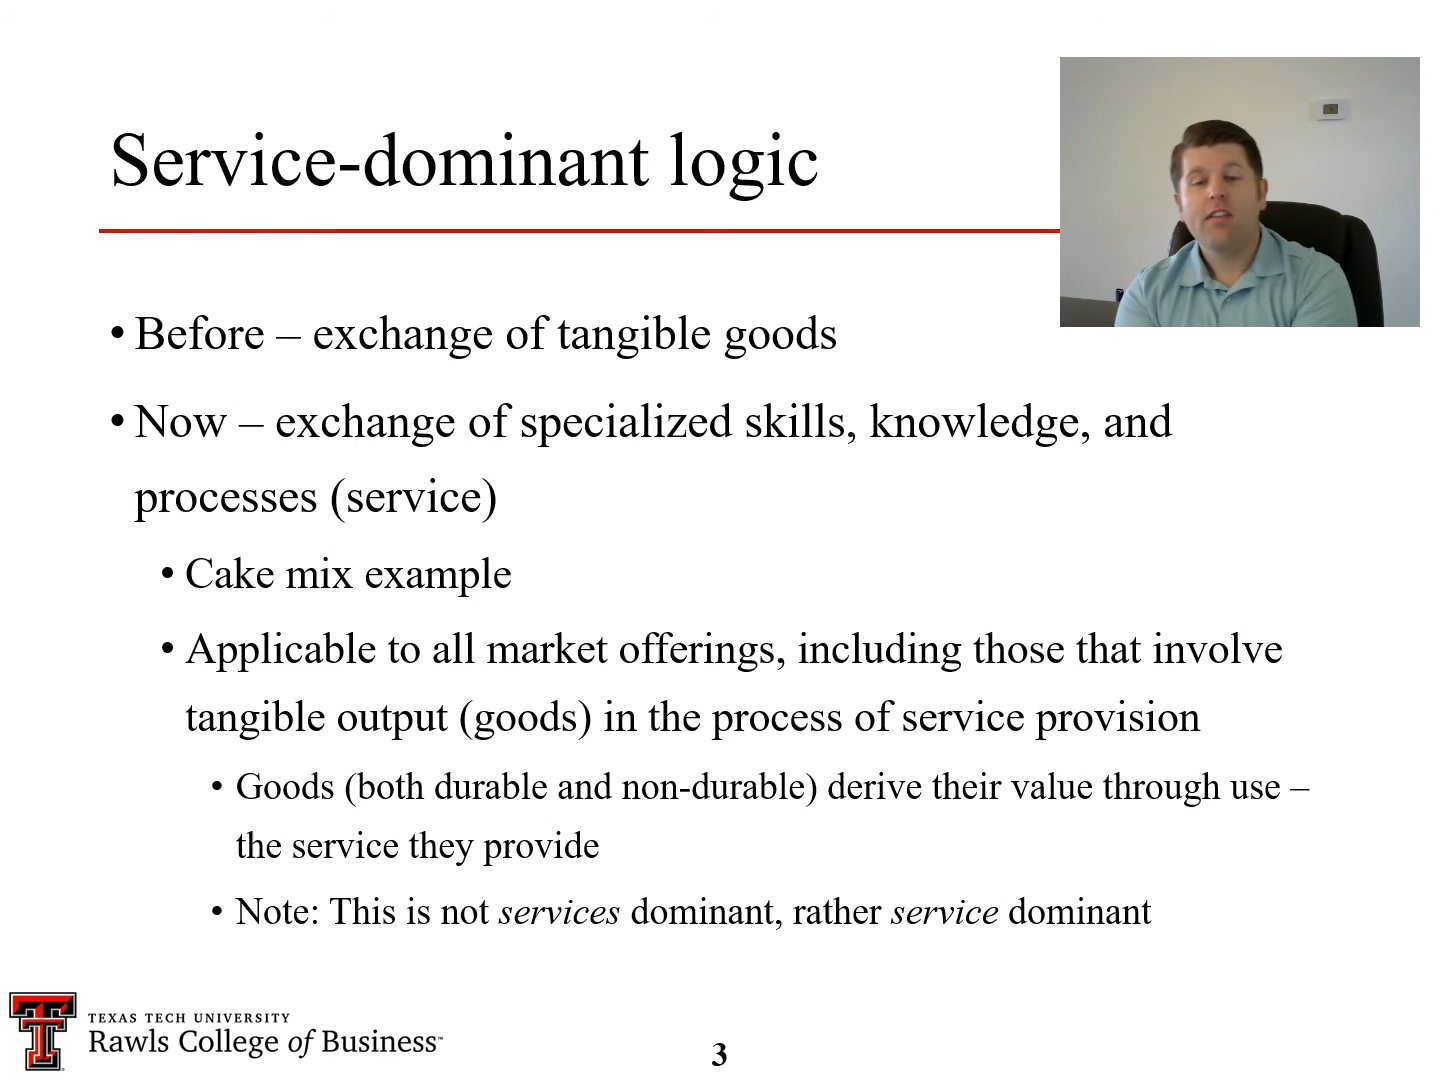 Service-dominant logic
• Before – exchange of tangible goods
• Now – exchange of specialized skills, knowledge, and
processes (service)
• Cake mix example
• Applicable to all market offerings, including those that involve
tangible output (goods) in the process of service provision
• Goods (both durable and non-durable) derive their value through use –
the service they provide
• Note: This is not services dominant, rather service dominant
TEXAS TECH UNIVERSITY
Rawls College of Business™
3